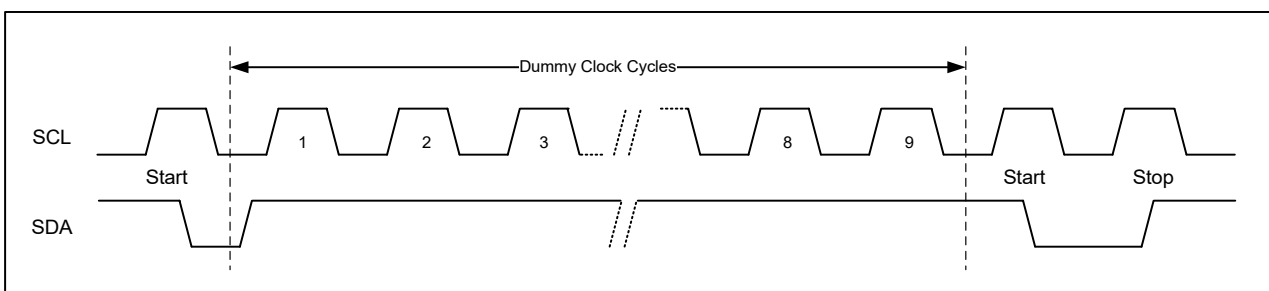 Dummy Clock Cycles
SCL
1 2 3 8 9
Start Start Stop
SDA